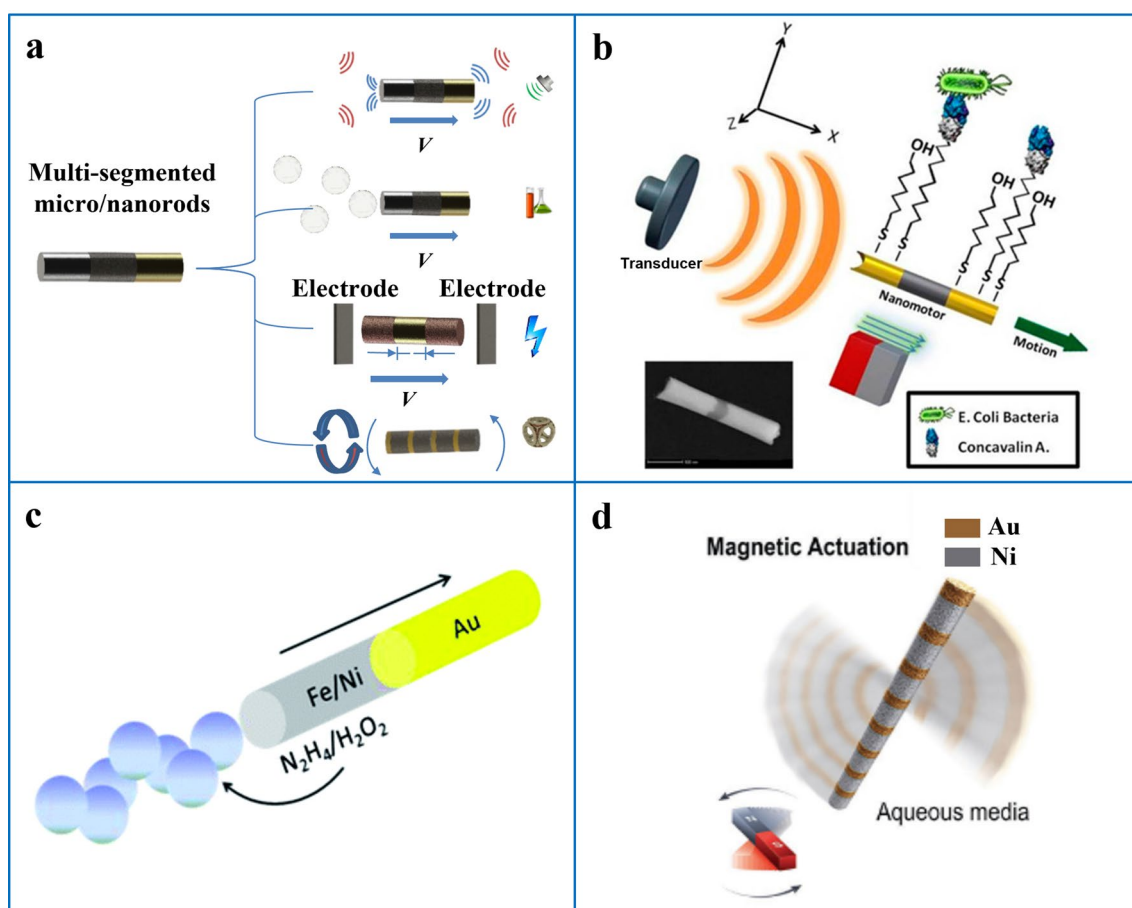 a
Multi-segmented
micro/nanorods
V
V
Electrode Electrode
V
b
Y
Z
X
Transducer
OH
OH
OH
S
S
S
S
S
Nanomotor
Motion
E. Coli Bacteria
Concavalin A.
c
Au
Fe/Ni
N₂H₄/H₂O₂
d
Au
Ni
Magnetic Actuation
Aqueous media